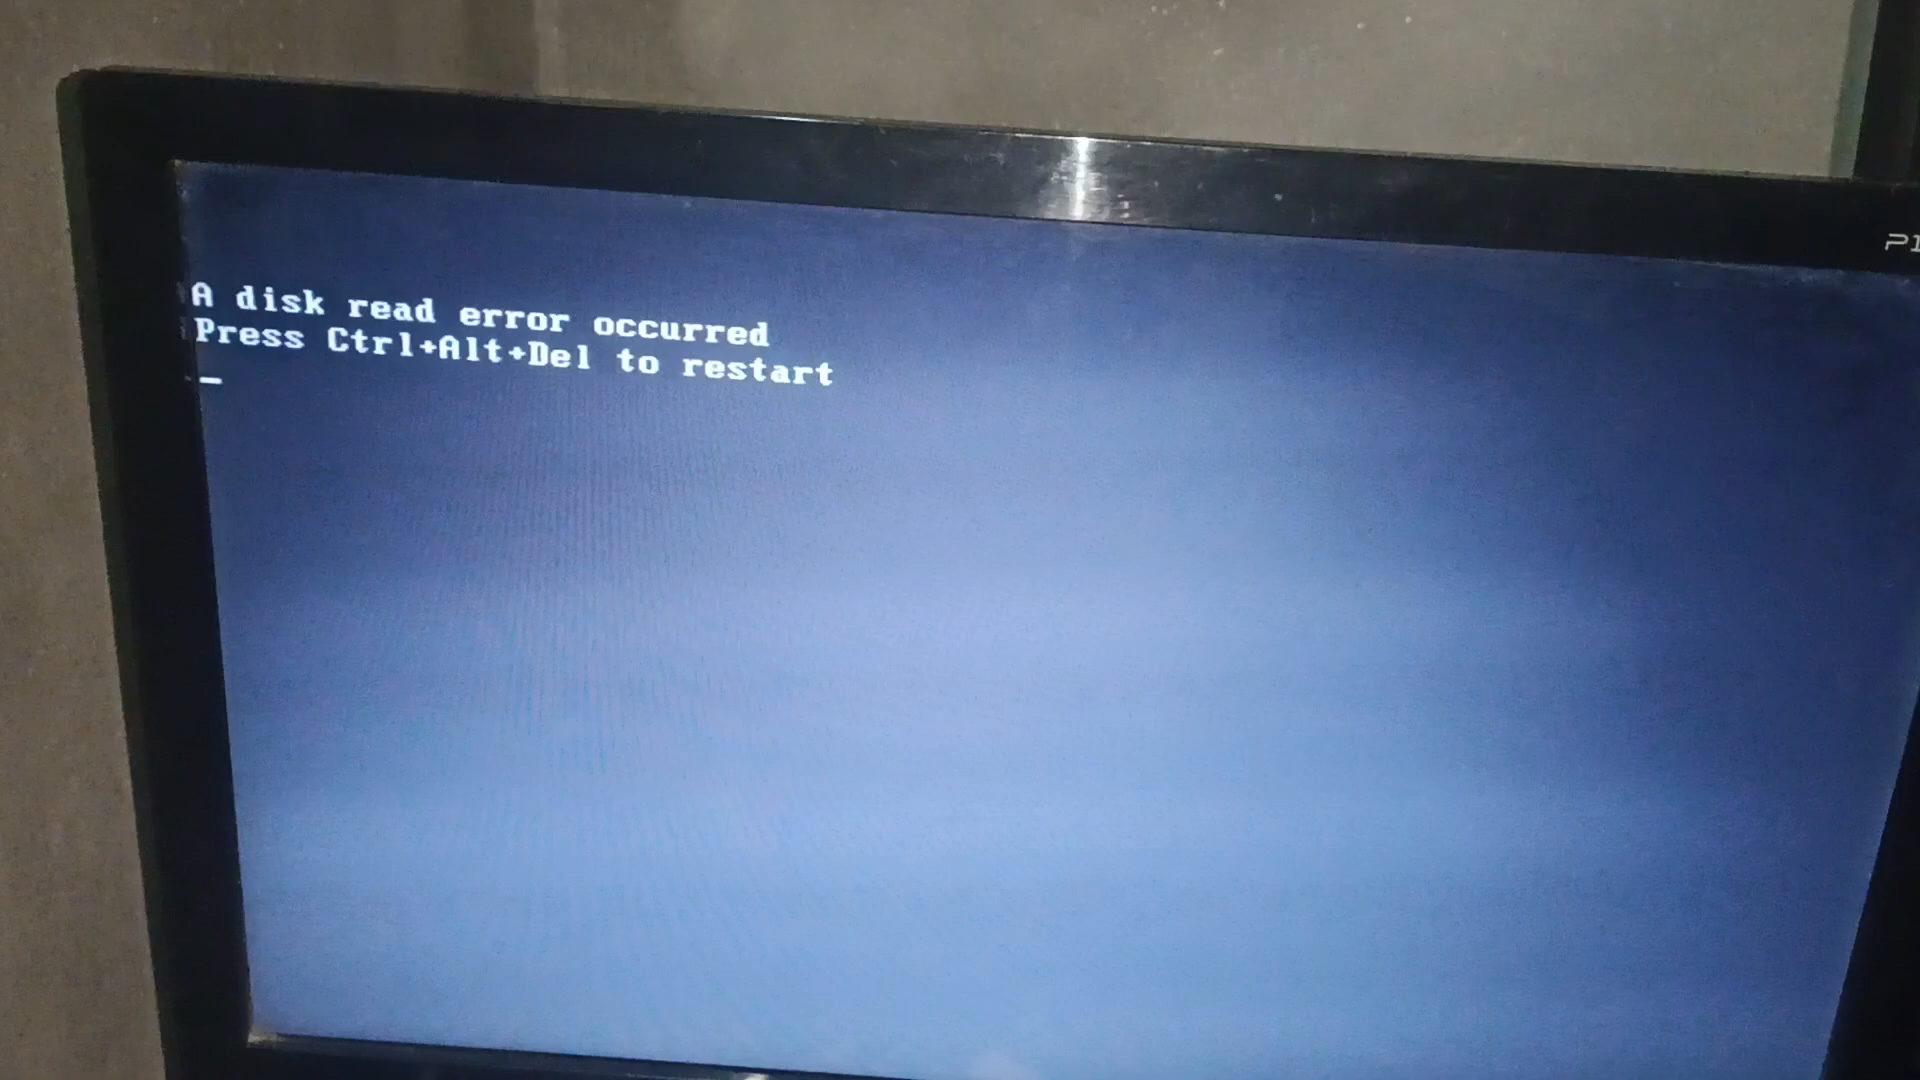 A disk read error occurred
Press Ctrl+Alt+Del to restart